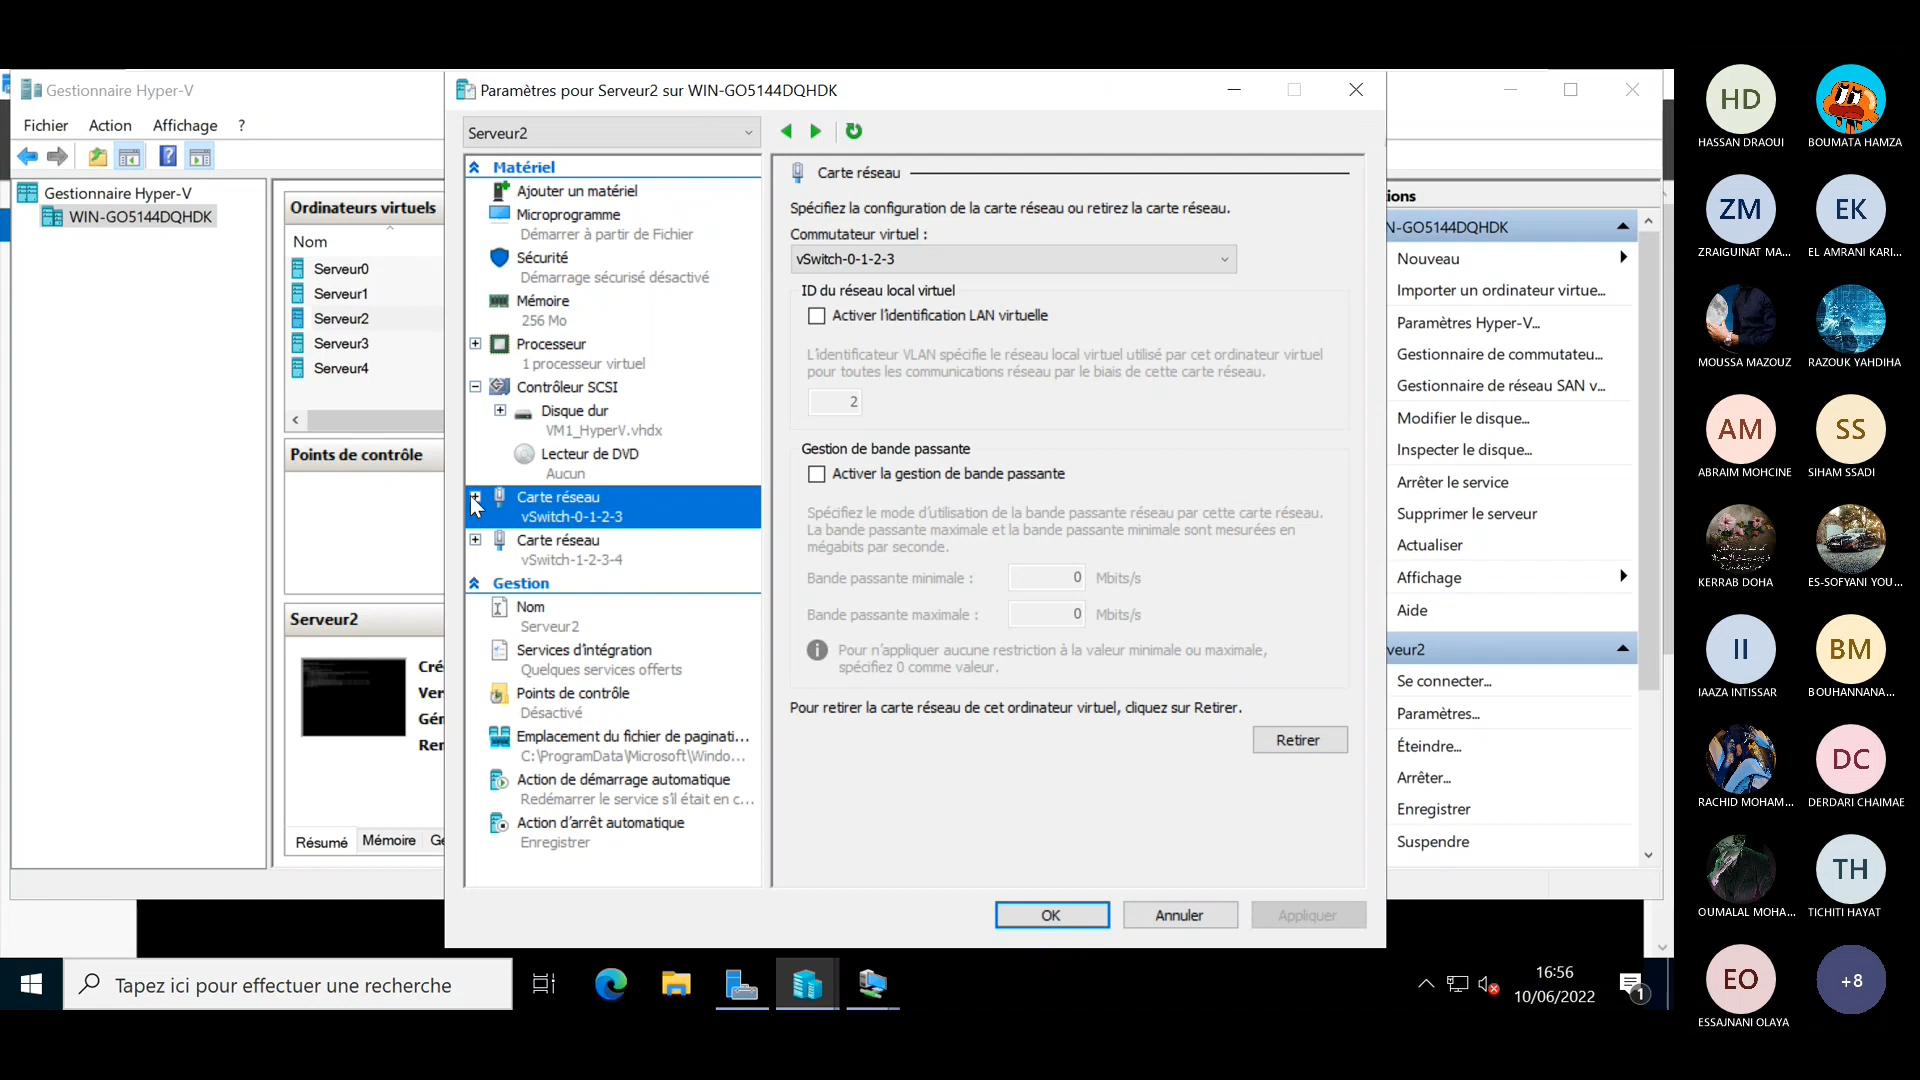 Gestionnaire Hyper-V
Fichier Action Affichage ?
Gestionnaire Hyper-V
WIN-GO5144DQHDK
Ordinateurs virtuels
Nom
Serveur0
Serveur1
Serveur2
Serveur3
Serveur4
Points de contrôle
Serveur2
Cré
Ver
Gér
Ren
Résumé Mémoire Ge
Paramètres pour Serveur2 sur WIN-GO5144DQHDK
Serveur2
Matériel
Ajouter un matériel
Microprogramme
Démarrer à partir de Fichier
Sécurité
Démarrage sécurisé désactivé
Mémoire
256 Mo
Processeur
1 processeur virtuel
Contrôleur SCSI
Disque dur
VM1_HyperV.vhdx
Lecteur de DVD
Aucun
Carte réseau
vSwitch-0-1-2-3
Carte réseau
vSwitch-1-2-3-4
Gestion
Nom
Serveur2
Services d'intégration
Quelques services offerts
Points de contrôle
Désactivé
Emplacement du fichier de paginati...
C:\ProgramData\Microsoft\Windo...
Action de démarrage automatique
Redémarrer le service s'il était en c...
Action d'arrêt automatique
Enregistrer
Carte réseau
Spécifiez la configuration de la carte réseau ou retirez la carte réseau.
Commutateur virtuel :
vSwitch-0-1-2-3
ID du réseau local virtuel
Activer l'identification LAN virtuelle
L'identificateur VLAN spécifie le réseau local virtuel utilisé par cet ordinateur virtuel
pour toutes les communications réseau par le biais de cette carte réseau.
2
Gestion de bande passante
Activer la gestion de bande passante
Spécifiez le mode d'utilisation de la bande passante réseau par cette carte réseau.
La bande passante maximale et la bande passante minimale sont mesurées en
mégabits par seconde.
Bande passante minimale : 0 Mbits/s
Bande passante maximale : 0 Mbits/s
Pour n'appliquer aucune restriction à la valeur minimale ou maximale,
spécifiez 0 comme valeur.
Pour retirer la carte réseau de cet ordinateur virtuel, cliquez sur Retirer.
Retirer
OK Annuler Appliquer
ions
N-GO5144DQHDK
Nouveau
Importer un ordinateur virtue...
Paramètres Hyper-V...
Gestionnaire de commutateu...
Gestionnaire de réseau SAN v...
Modifier le disque...
Inspecter le disque...
Arrêter le service
Supprimer le serveur
Actualiser
Affichage
Aide
veur2
Se connecter...
Paramètres...
Éteindre...
Arrêter...
Enregistrer
Suspendre
Tapez ici pour effectuer une recherche
16:56
10/06/2022
1
HD
HASSAN DRAOUI BOUMATA HAMZA
ZM EK
ZRAIGUINAT MA... EL AMRANI KARI...
MOUSSA MAZOUZ RAZOUK YAHDIHA
AM SS
ABRAIM MOHCINE SIHAM SSADI
KERRAB DOHA ES-SOFYANI YOU...
II BM
IAAZA INTISSAR BOUHANNANA...
DC
RACHID MOHAM... DERDARI CHAIMAE
TH
OUMALAL MOHA... TICHITI HAYAT
EO +8
ESSAJNANI OLAYA